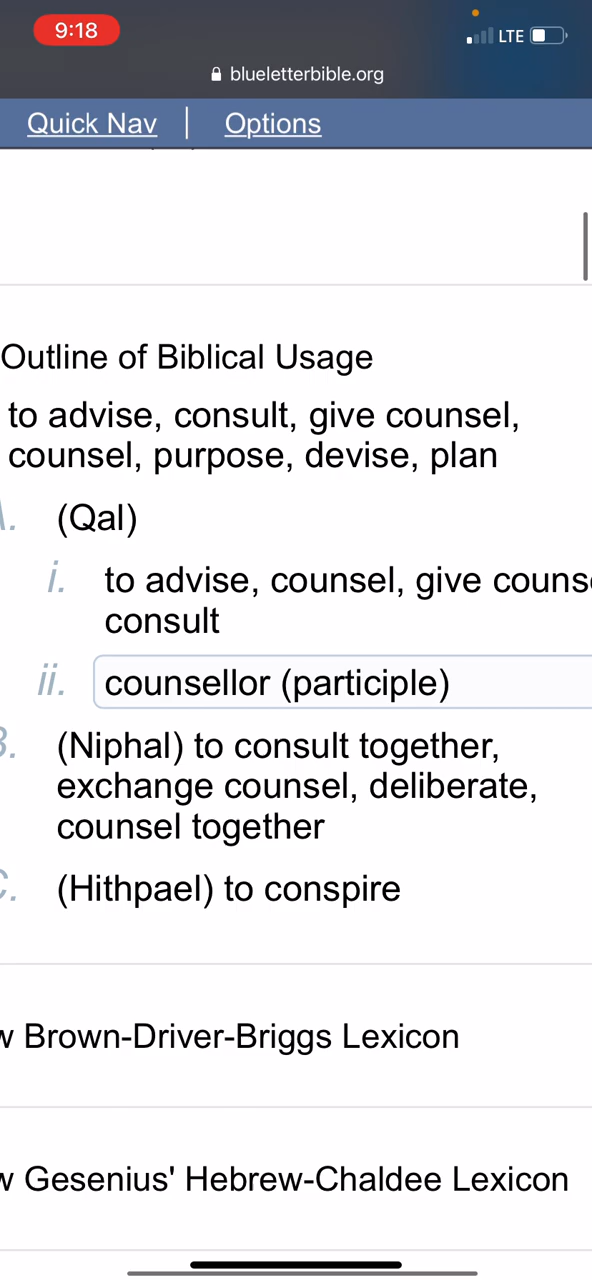 9:18
LTE
blueletterbible.org
Quick Nav | Options
Outline of Biblical Usage
to advise, consult, give counsel,
counsel, purpose, devise, plan
(Qal)
i. to advise, counsel, give
consult
ii. counsellor (participle)
(Niphal) to consult together,
exchange counsel, deliberate,
counsel together
(Hithpael) to conspire
Brown-Driver-Briggs Lexicon
Gesenius' Hebrew-Chaldee Lexicon